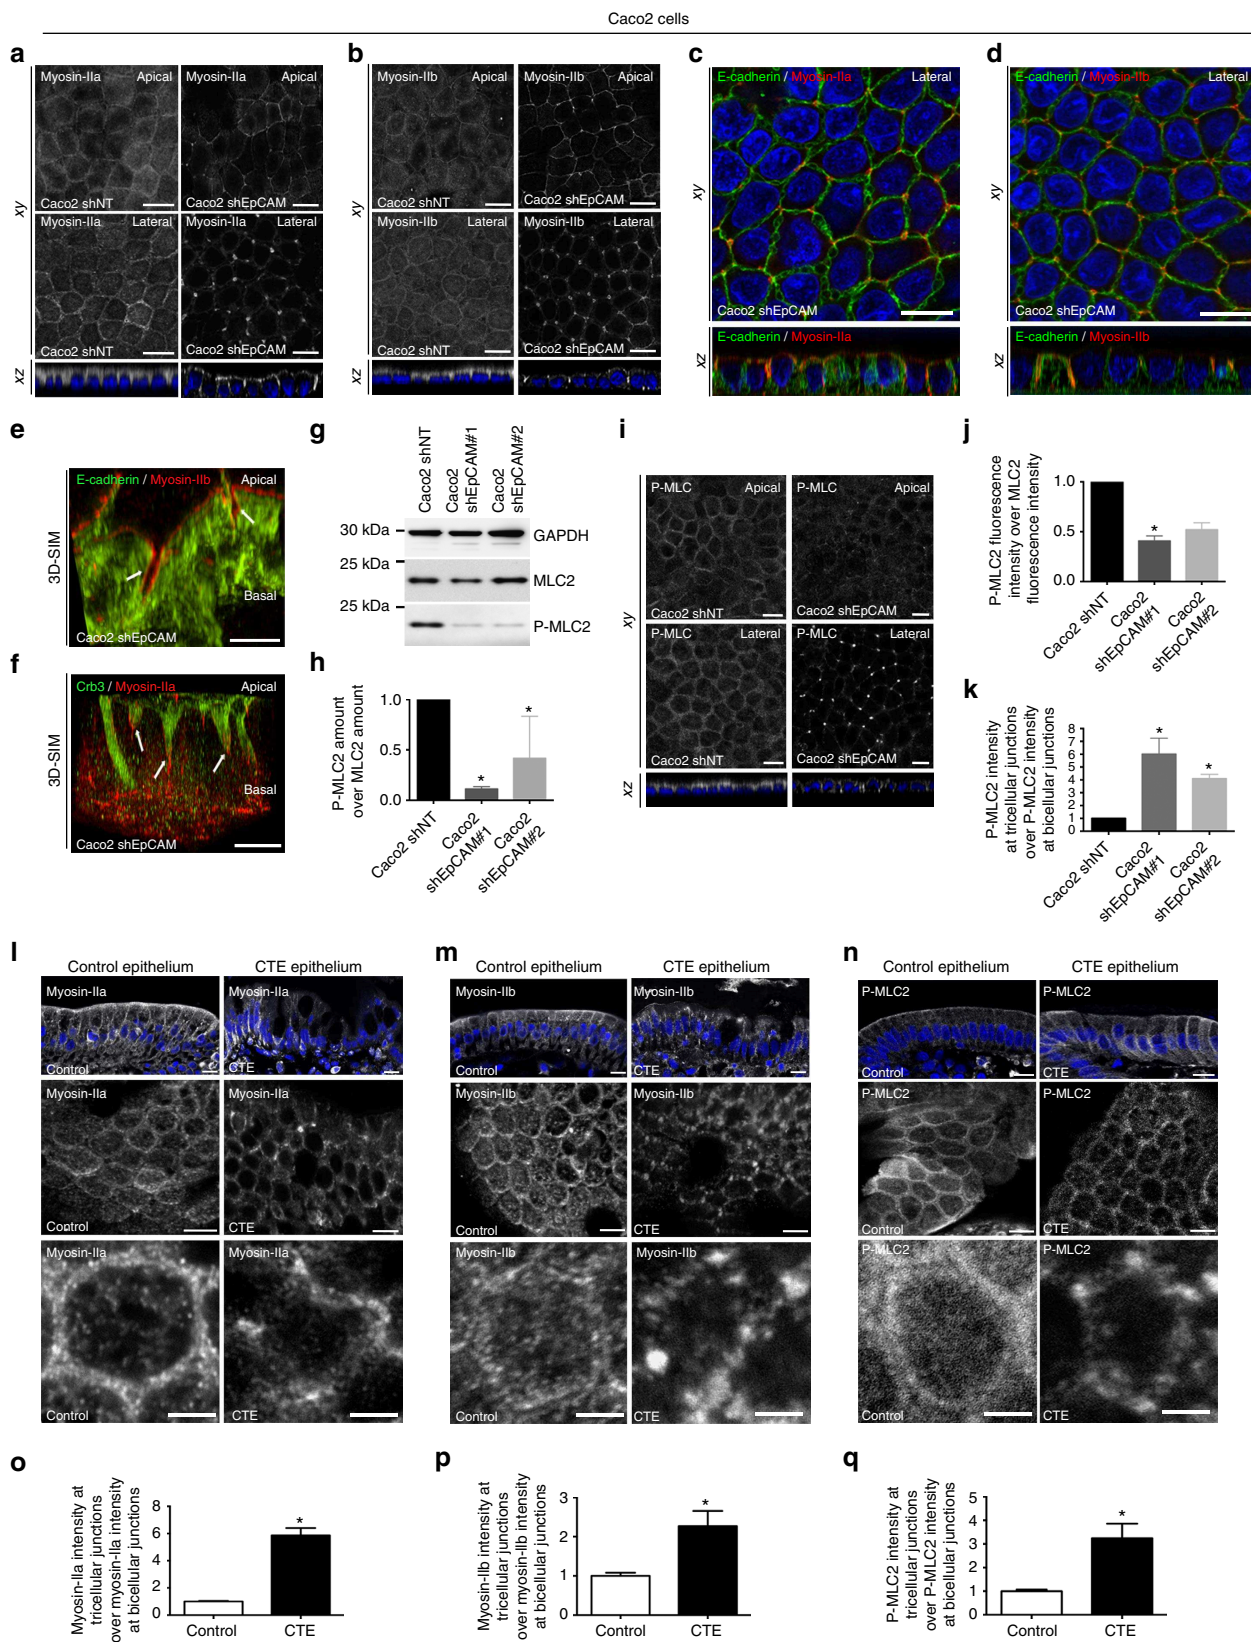 Caco2 cells
a
Myosin-IIa Apical
Caco2 shNT
Myosin-IIa Apical
Caco2 shEpCAM
Myosin-IIa Lateral
Caco2 shNT
Myosin-IIa Lateral
Caco2 shEpCAM
xy
xz
b
Myosin-IIb Apical
Caco2 shNT
Myosin-IIb Apical
Caco2 shEpCAM
Myosin-IIb Lateral
Caco2 shNT
Myosin-IIb Lateral
Caco2 shEpCAM
xy
xz
c
E-cadherin / Myosin-IIa Lateral
Caco2 shEpCAM
E-cadherin / Myosin-IIa
xy
xz
d
E-cadherin / Myosin-IIb Lateral
Caco2 shEpCAM
E-cadherin / Myosin-IIb
xy
xz
e
3D-SIM
E-cadherin / Myosin-IIb Apical
Basal
Caco2 shEpCAM
f
3D-SIM
Crb3 / Myosin-IIa Apical
Basal
Caco2 shEpCAM
g
Caco2 shNT
Caco2
shEpCAM#1
Caco2
shEpCAM#2
30 kDa
GAPDH
25 kDa
MLC2
25 kDa
P-MLC2
h
P-MLC2 amount
over MLC2 amount
1.0
0.5
0.0
*
*
Caco2 shNT
Caco2
shEpCAM#1
Caco2
shEpCAM#2
i
P-MLC Apical
Caco2 shNT
P-MLC Apical
Caco2 shEpCAM
P-MLC Lateral
Caco2 shNT
P-MLC Lateral
Caco2 shEpCAM
xy
xz
j
P-MLC2 fluorescence
intensity over MLC2
fluorescence intensity
1.0
0.5
0.0
*
Caco2 shNT
Caco2
shEpCAM#1
Caco2
shEpCAM#2
k
P-MLC2 intensity
at tricellular junctions
over P-MLC2 intensity
at bicellular junctions
8
7
6
5
4
3
2
1
0
*
*
Caco2 shNT
Caco2
shEpCAM#1
Caco2
shEpCAM#2
l
Control epithelium CTE epithelium
Myosin-IIa
Control
Myosin-IIa
CTE
Myosin-IIa
Control
Myosin-IIa
CTE
Myosin-IIa
Control
Myosin-IIa
CTE
m
Control epithelium CTE epithelium
Myosin-IIb
Control
Myosin-IIb
CTE
Myosin-IIb
Control
Myosin-IIb
CTE
Myosin-IIb
Control
Myosin-IIb
CTE
n
Control epithelium CTE epithelium
P-MLC2
Control
P-MLC2
CTE
P-MLC2
Control
P-MLC2
CTE
P-MLC2
Control
P-MLC2
CTE
o
Myosin-IIa intensity at
tricellular junctions
over myosin-IIa intensity
at bicellular junctions
8
6
4
2
0
*
Control CTE
p
Myosin-IIb intensity at
tricellular junctions
over myosin-IIb intensity
at bicellular junctions
3
2
1
0
*
Control CTE
q
P-MLC2 intensity at
tricellular junctions
over P-MLC2 intensity
at bicellular junctions
5
4
3
2
1
0
*
Control CTE